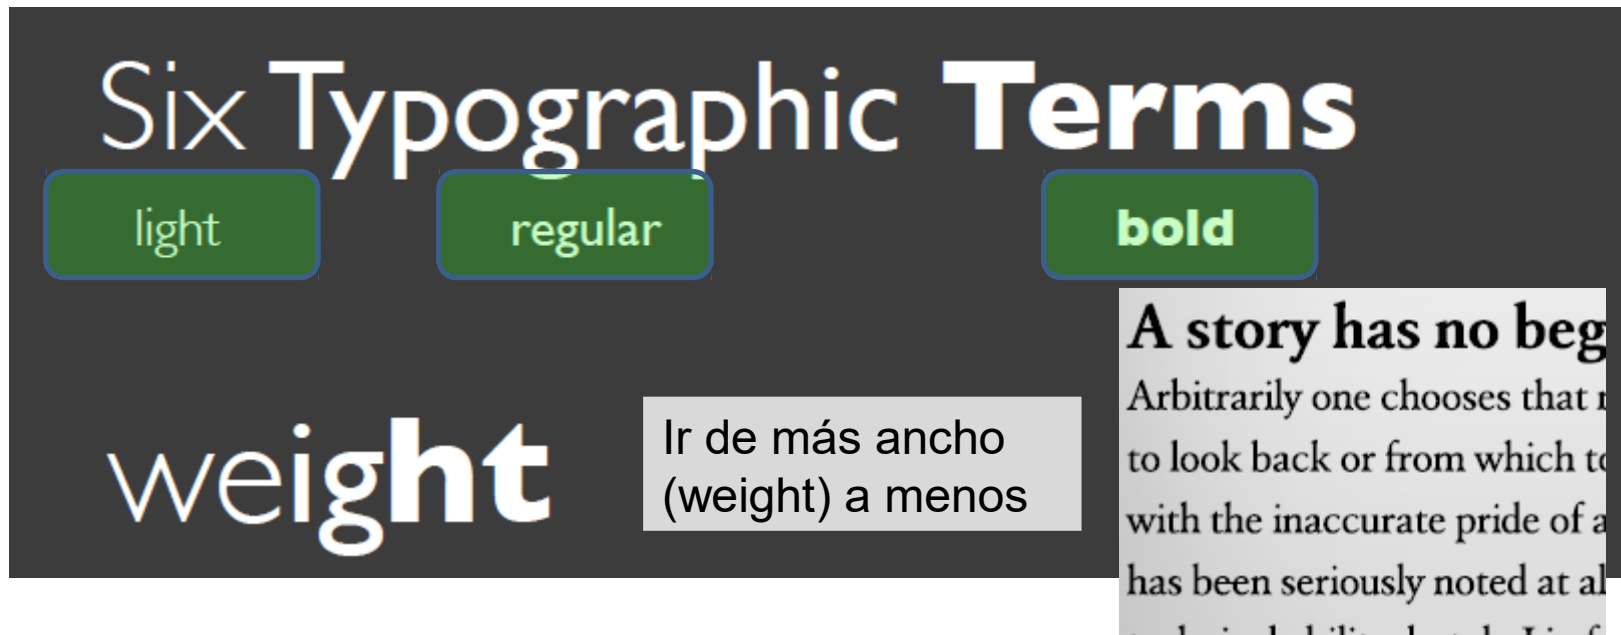 Six Typographic Terms
light regular bold
weight
Ir de más ancho
(weight) a menos
A story has no beg
Arbitrarily one chooses that
to look back or from which to
with the inaccurate pride of a
has been seriously noted at al